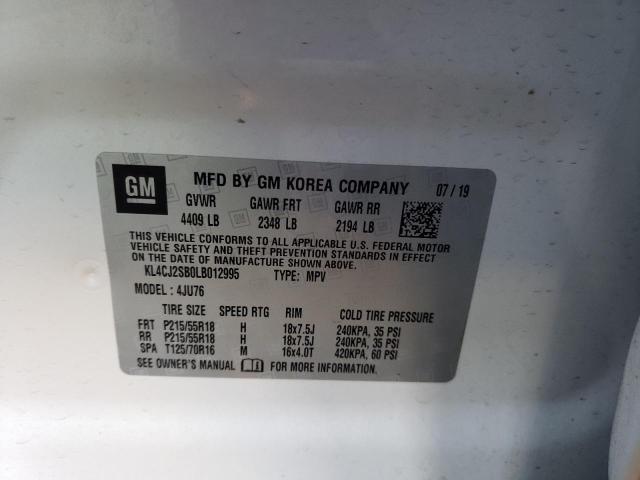 GM MFD BY GM KOREA COMPANY 07 / 19
GVWR GAWR FRT GAWR RR
4409 LB 2348 LB 2194 LB
THIS VEHICLE CONFORMS TO ALL APPLICABLE U.S. FEDERAL MOTOR
VEHICLE SAFETY AND THEFT PREVENTION STANDARDS IN EFFECT
ON THE DATE OF MANUFACTURE SHOWN ABOVE.
KL4CJ2SB0LB012995 TYPE: MPV
MODEL : 4JU76
TIRE SIZE SPEED RTG RIM COLD TIRE PRESSURE
FRT P215/55R18 H 18x7.5J 240KPA, 35 PSI
RR P215/55R18 H 18x7.5J 240KPA, 35 PSI
SPA T125/70R16 M 16x4.0T 420KPA, 60 PSI
SEE OWNER'S MANUAL FOR MORE INFORMATION.